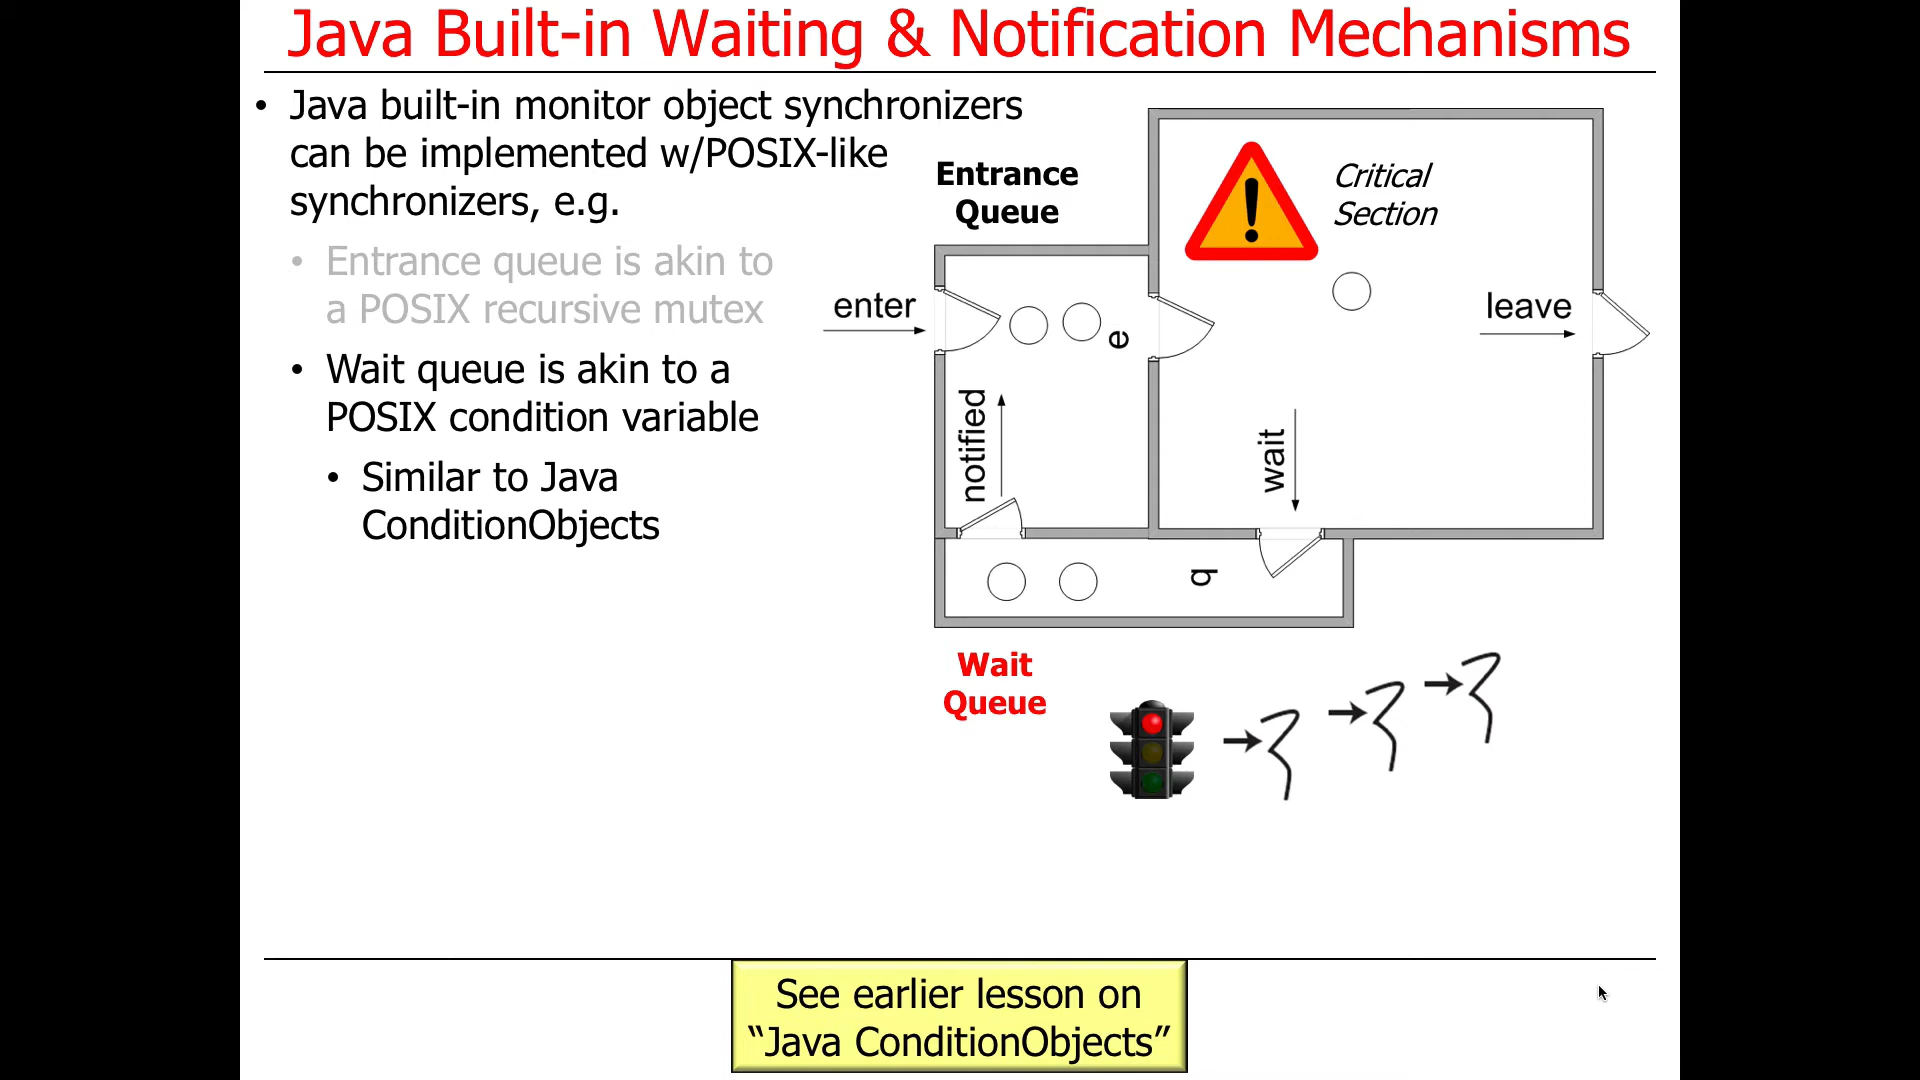 Java Built-in Waiting & Notification Mechanisms
• Java built-in monitor object synchronizers
can be implemented w/POSIX-like
synchronizers, e.g.
• Entrance queue is akin to
a POSIX recursive mutex
• Wait queue is akin to a
POSIX condition variable
• Similar to Java
ConditionObjects
Entrance
Queue
Critical
Section
enter
e
leave
notified
wait
q
Wait
Queue
See earlier lesson on
“Java ConditionObjects”